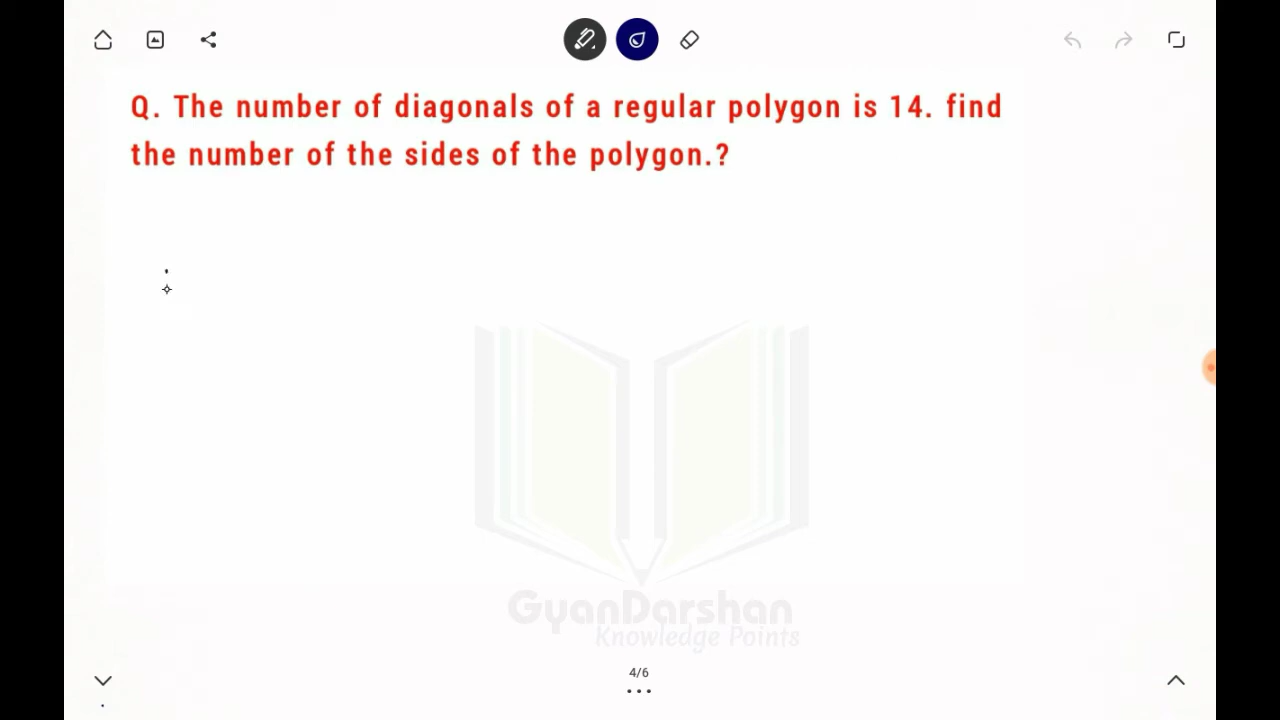 Q. The number of diagonals of a regular polygon is 14. find
the number of the sides of the polygon.?
GyanDarshan
Knowledge Points
4/6